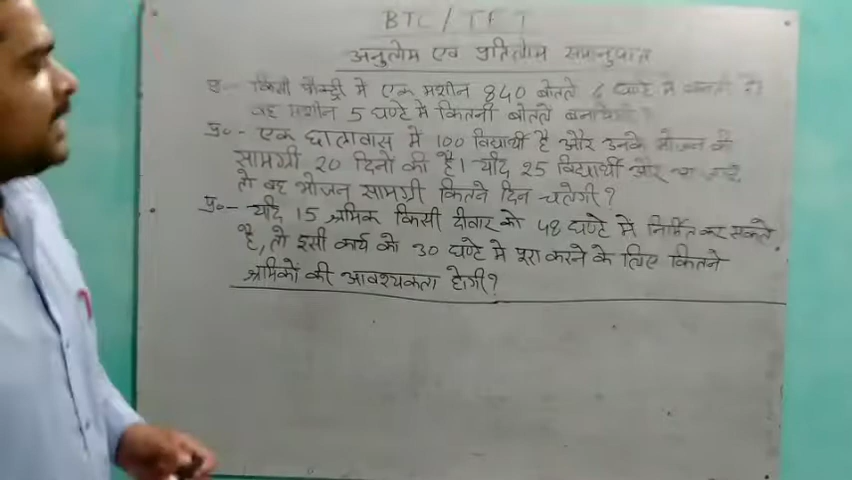 BTC / TET
अनुलोम एवं प्रतिलोम समानुपात
प्र०- किसी फैक्ट्री में एक मशीन 840 बोतलें 6 घण्टे में बनाती है।
वह मशीन 5 घण्टे में कितनी बोतलें बनायेगी?
प्र०- एक छात्रावास में 100 विद्यार्थी है और उनके भोजन की
सामग्री 20 दिनों की है। यदि 25 विद्यार्थी और आ जाएं
तो वह भोजन सामग्री कितने दिन चलेगी?
प्र०- यदि 15 श्रमिक किसी दीवार को 48 घण्टे में निर्मित कर सकते
है, तो इसी कार्य को 30 घण्टे में पूरा करने के लिए कितने
श्रमिकों की आवश्यकता होगी?